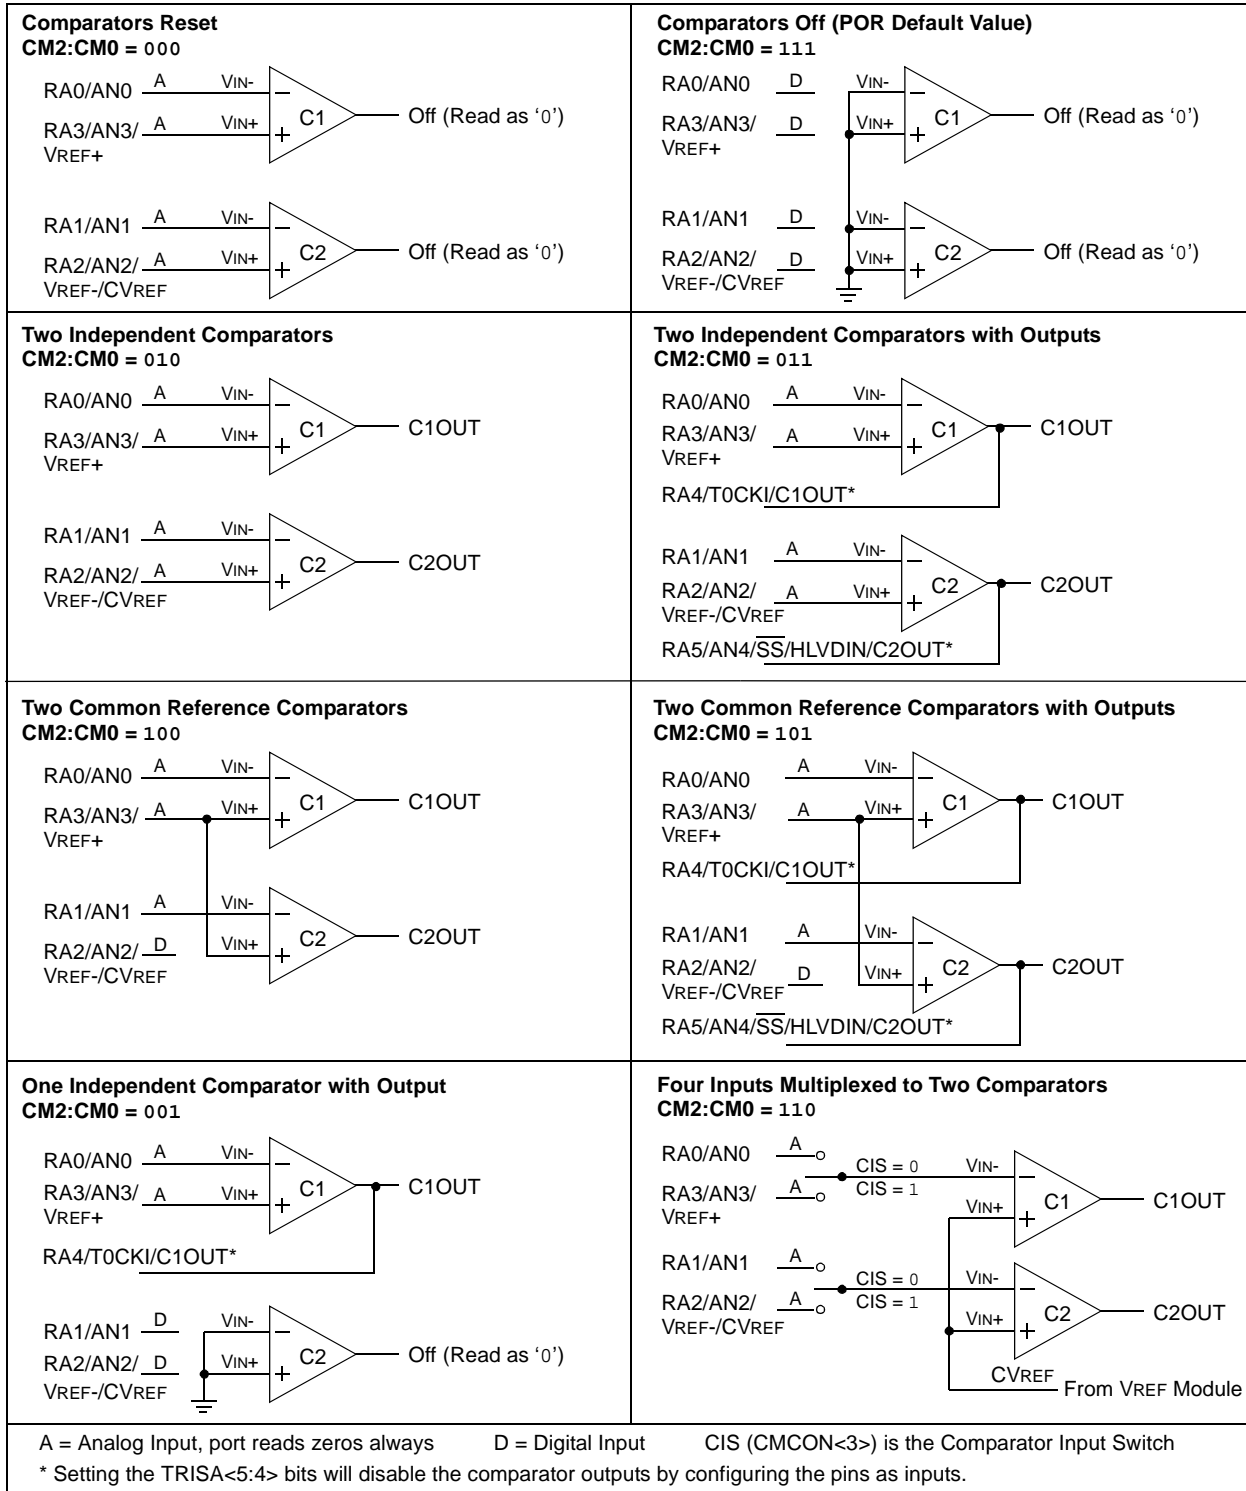 Comparators Reset
CM2:CM0 = 000
RA0/AN0 A VIN-
C1 Off (Read as ‘0’)
RA3/AN3/ A VIN+
VREF+
RA1/AN1 A VIN-
C2 Off (Read as ‘0’)
RA2/AN2/ A VIN+
VREF-/CVREF
Comparators Off (POR Default Value)
CM2:CM0 = 111
RA0/AN0 D VIN-
C1 Off (Read as ‘0’)
RA3/AN3/ D VIN+
VREF+
RA1/AN1 D VIN-
C2 Off (Read as ‘0’)
RA2/AN2/ D VIN+
VREF-/CVREF
Two Independent Comparators
CM2:CM0 = 010
RA0/AN0 A VIN-
C1 C1OUT
RA3/AN3/ A VIN+
VREF+
RA1/AN1 A VIN-
C2 C2OUT
RA2/AN2/ A VIN+
VREF-/CVREF
Two Independent Comparators with Outputs
CM2:CM0 = 011
RA0/AN0 A VIN-
C1 C1OUT
RA3/AN3/ A VIN+
VREF+
RA4/T0CKI/C1OUT*
RA1/AN1 A VIN-
C2 C2OUT
RA2/AN2/ A VIN+
VREF-/CVREF
RA5/AN4/SS/HLVDIN/C2OUT*
Two Common Reference Comparators
CM2:CM0 = 100
RA0/AN0 A VIN-
C1 C1OUT
RA3/AN3/ A VIN+
VREF+
RA1/AN1 A VIN-
C2 C2OUT
RA2/AN2/ D VIN+
VREF-/CVREF
Two Common Reference Comparators with Outputs
CM2:CM0 = 101
RA0/AN0 A VIN-
C1 C1OUT
RA3/AN3/ A VIN+
VREF+
RA4/T0CKI/C1OUT*
RA1/AN1 A VIN-
C2 C2OUT
RA2/AN2/ D VIN+
VREF-/CVREF
RA5/AN4/SS/HLVDIN/C2OUT*
One Independent Comparator with Output
CM2:CM0 = 001
RA0/AN0 A VIN-
C1 C1OUT
RA3/AN3/ A VIN+
VREF+
RA4/T0CKI/C1OUT*
RA1/AN1 D VIN-
C2 Off (Read as ‘0’)
RA2/AN2/ D VIN+
VREF-/CVREF
Four Inputs Multiplexed to Two Comparators
CM2:CM0 = 110
RA0/AN0 A
CIS = 0 VIN-
RA3/AN3/ A CIS = 1
C1 C1OUT
VREF+ VIN+
RA1/AN1 A
CIS = 0 VIN-
RA2/AN2/ A CIS = 1
C2 C2OUT
VREF-/CVREF VIN+
CVREF
From VREF Module
A = Analog Input, port reads zeros always D = Digital Input CIS (CMCON<3>) is the Comparator Input Switch
* Setting the TRISA<5:4> bits will disable the comparator outputs by configuring the pins as inputs.